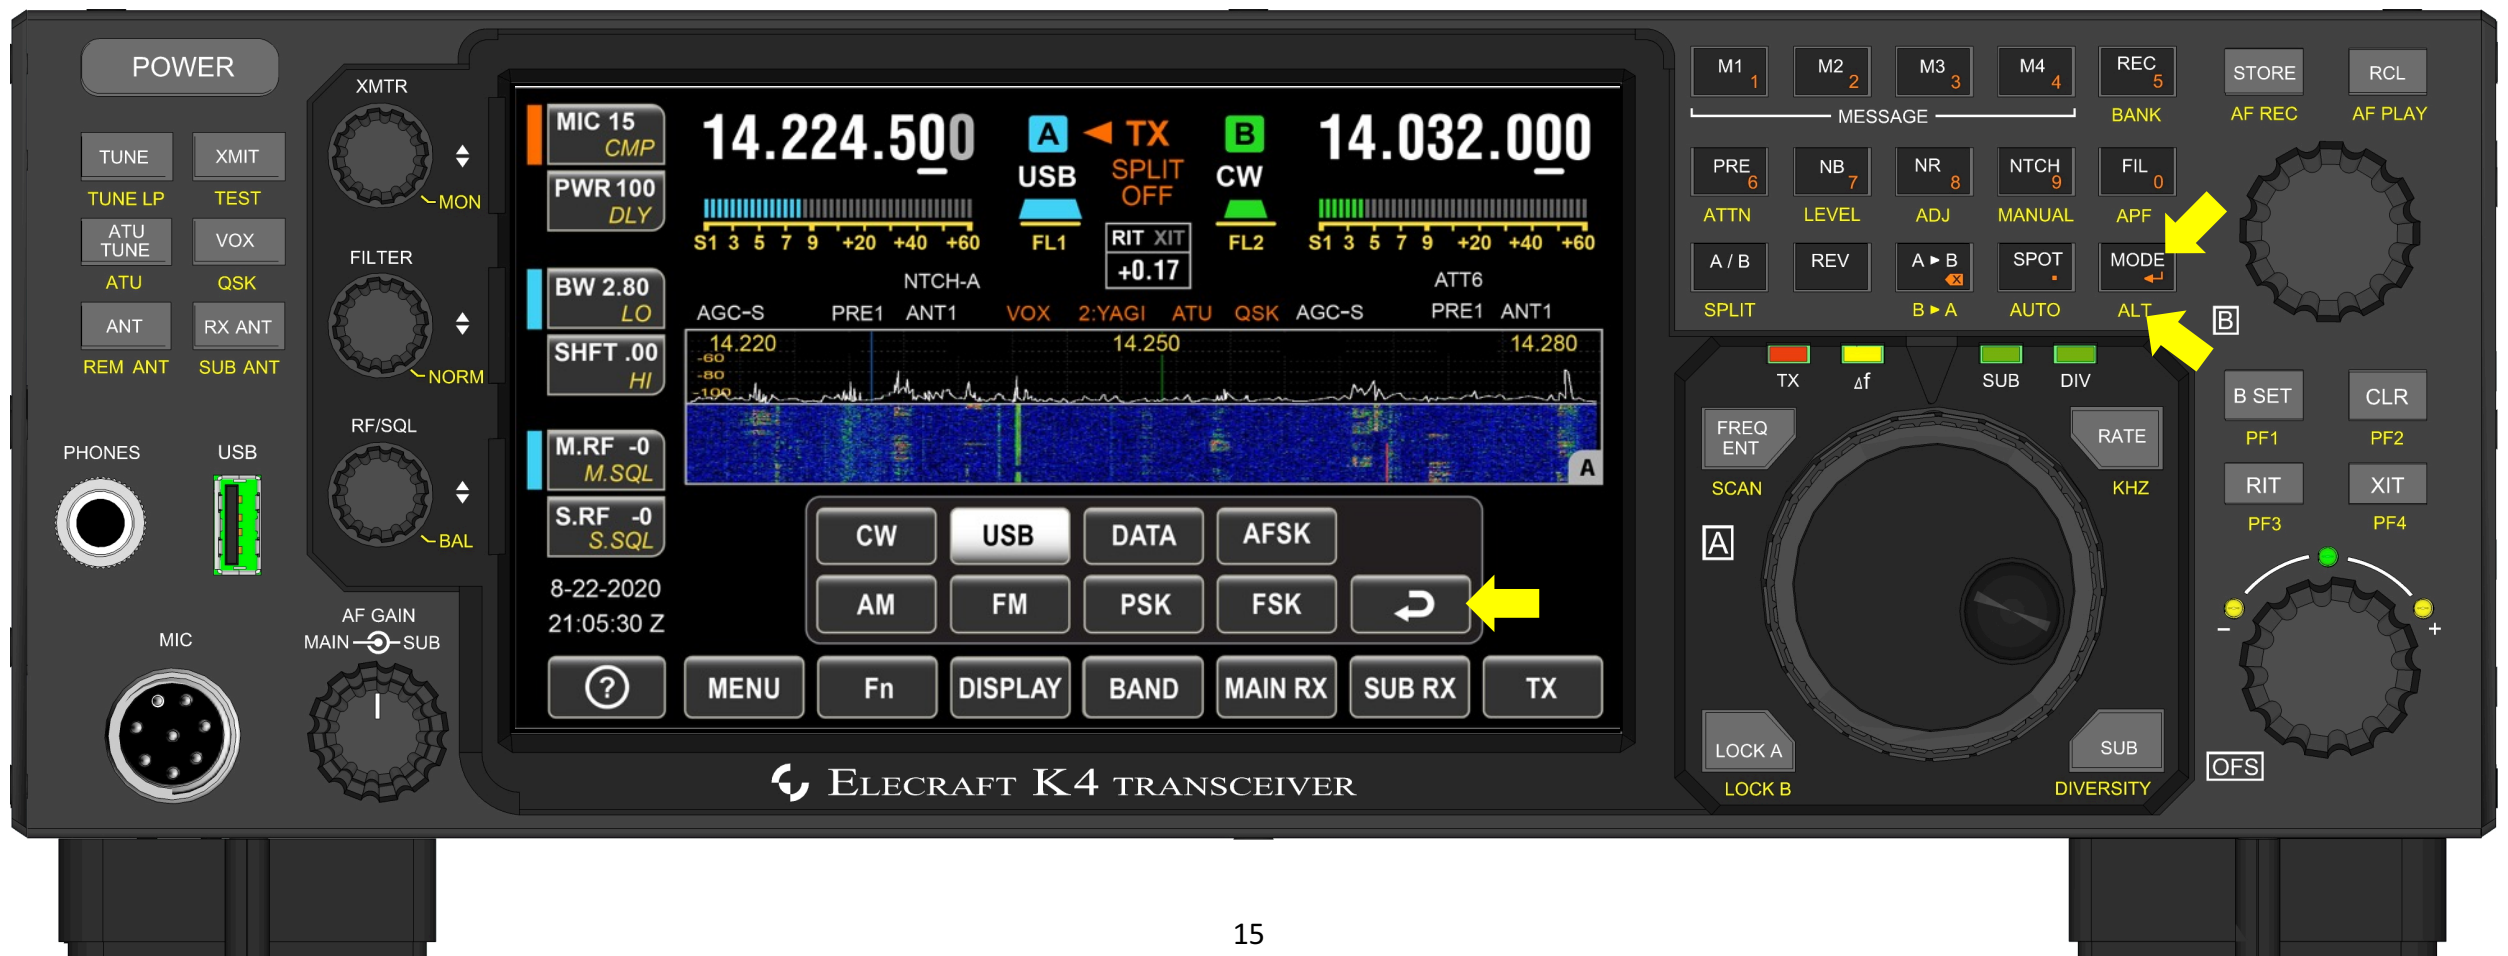 POWER
TUNE
XMIT
TUNE LP
TEST
ATU
TUNE
VOX
ATU
QSK
ANT
RX ANT
REM ANT
SUB ANT
PHONES
USB
MIC
XMTR
MON
FILTER
NORM
RF/SQL
BAL
AF GAIN
MAIN
SUB
MIC 15
CMP
PWR 100
DLY
BW 2.80
LO
SHFT .00
HI
M.RF -0
M.SQL
S.RF -0
S.SQL
8-22-2020
21:05:30 Z
14.224.500
A
TX
B
14.032.000
USB
SPLIT
OFF
CW
S1 3 5 7 9 +20 +40 +60
FL1
RIT XIT
+0.17
FL2
S1 3 5 7 9 +20 +40 +60
NTCH-A
ATT6
AGC-S PRE1 ANT1 VOX 2:YAGI ATU QSK AGC-S PRE1 ANT1
14.220 14.250 14.280
-60
-80
-100
A
CW USB DATA AFSK
AM FM PSK FSK
? MENU Fn DISPLAY BAND MAIN RX SUB RX TX
ELECRAFT K4 TRANSCEIVER
M1 1 M2 2 M3 3 M4 4 REC 5
MESSAGE BANK
PRE 6 NB 7 NR 8 NTCH 9 FIL 0
ATTN LEVEL ADJ MANUAL APF
A / B REV A ► B SPOT . MODE
SPLIT B ► A AUTO ALT
STORE RCL
AF REC AF PLAY
B
TX Δf SUB DIV
FREQ
ENT
SCAN
RATE
KHZ
A
LOCK A
LOCK B
SUB
DIVERSITY
B SET CLR
PF1 PF2
RIT XIT
PF3 PF4
− +
OFS
15